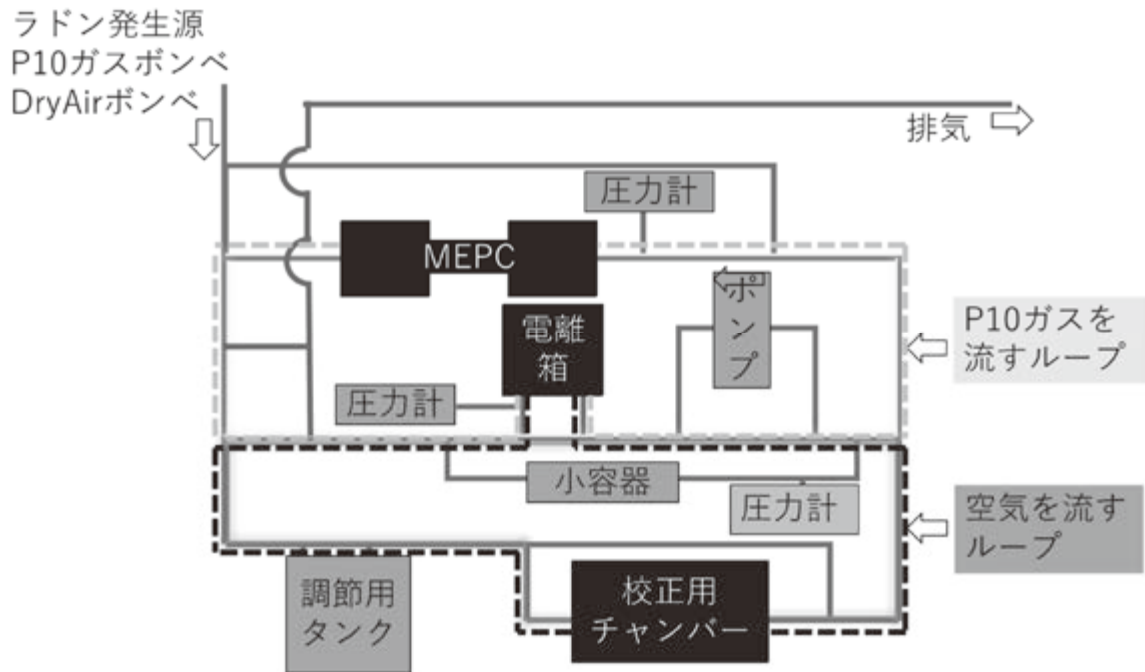 ラドン発生源
P10ガスボンベ
DryAirボンベ
排気
圧力計
MEPC
ポンプ
電離
箱
P10ガスを
流すループ
圧力計
小容器
圧力計
空気を流す
ループ
調節用
タンク
校正用
チャンバー